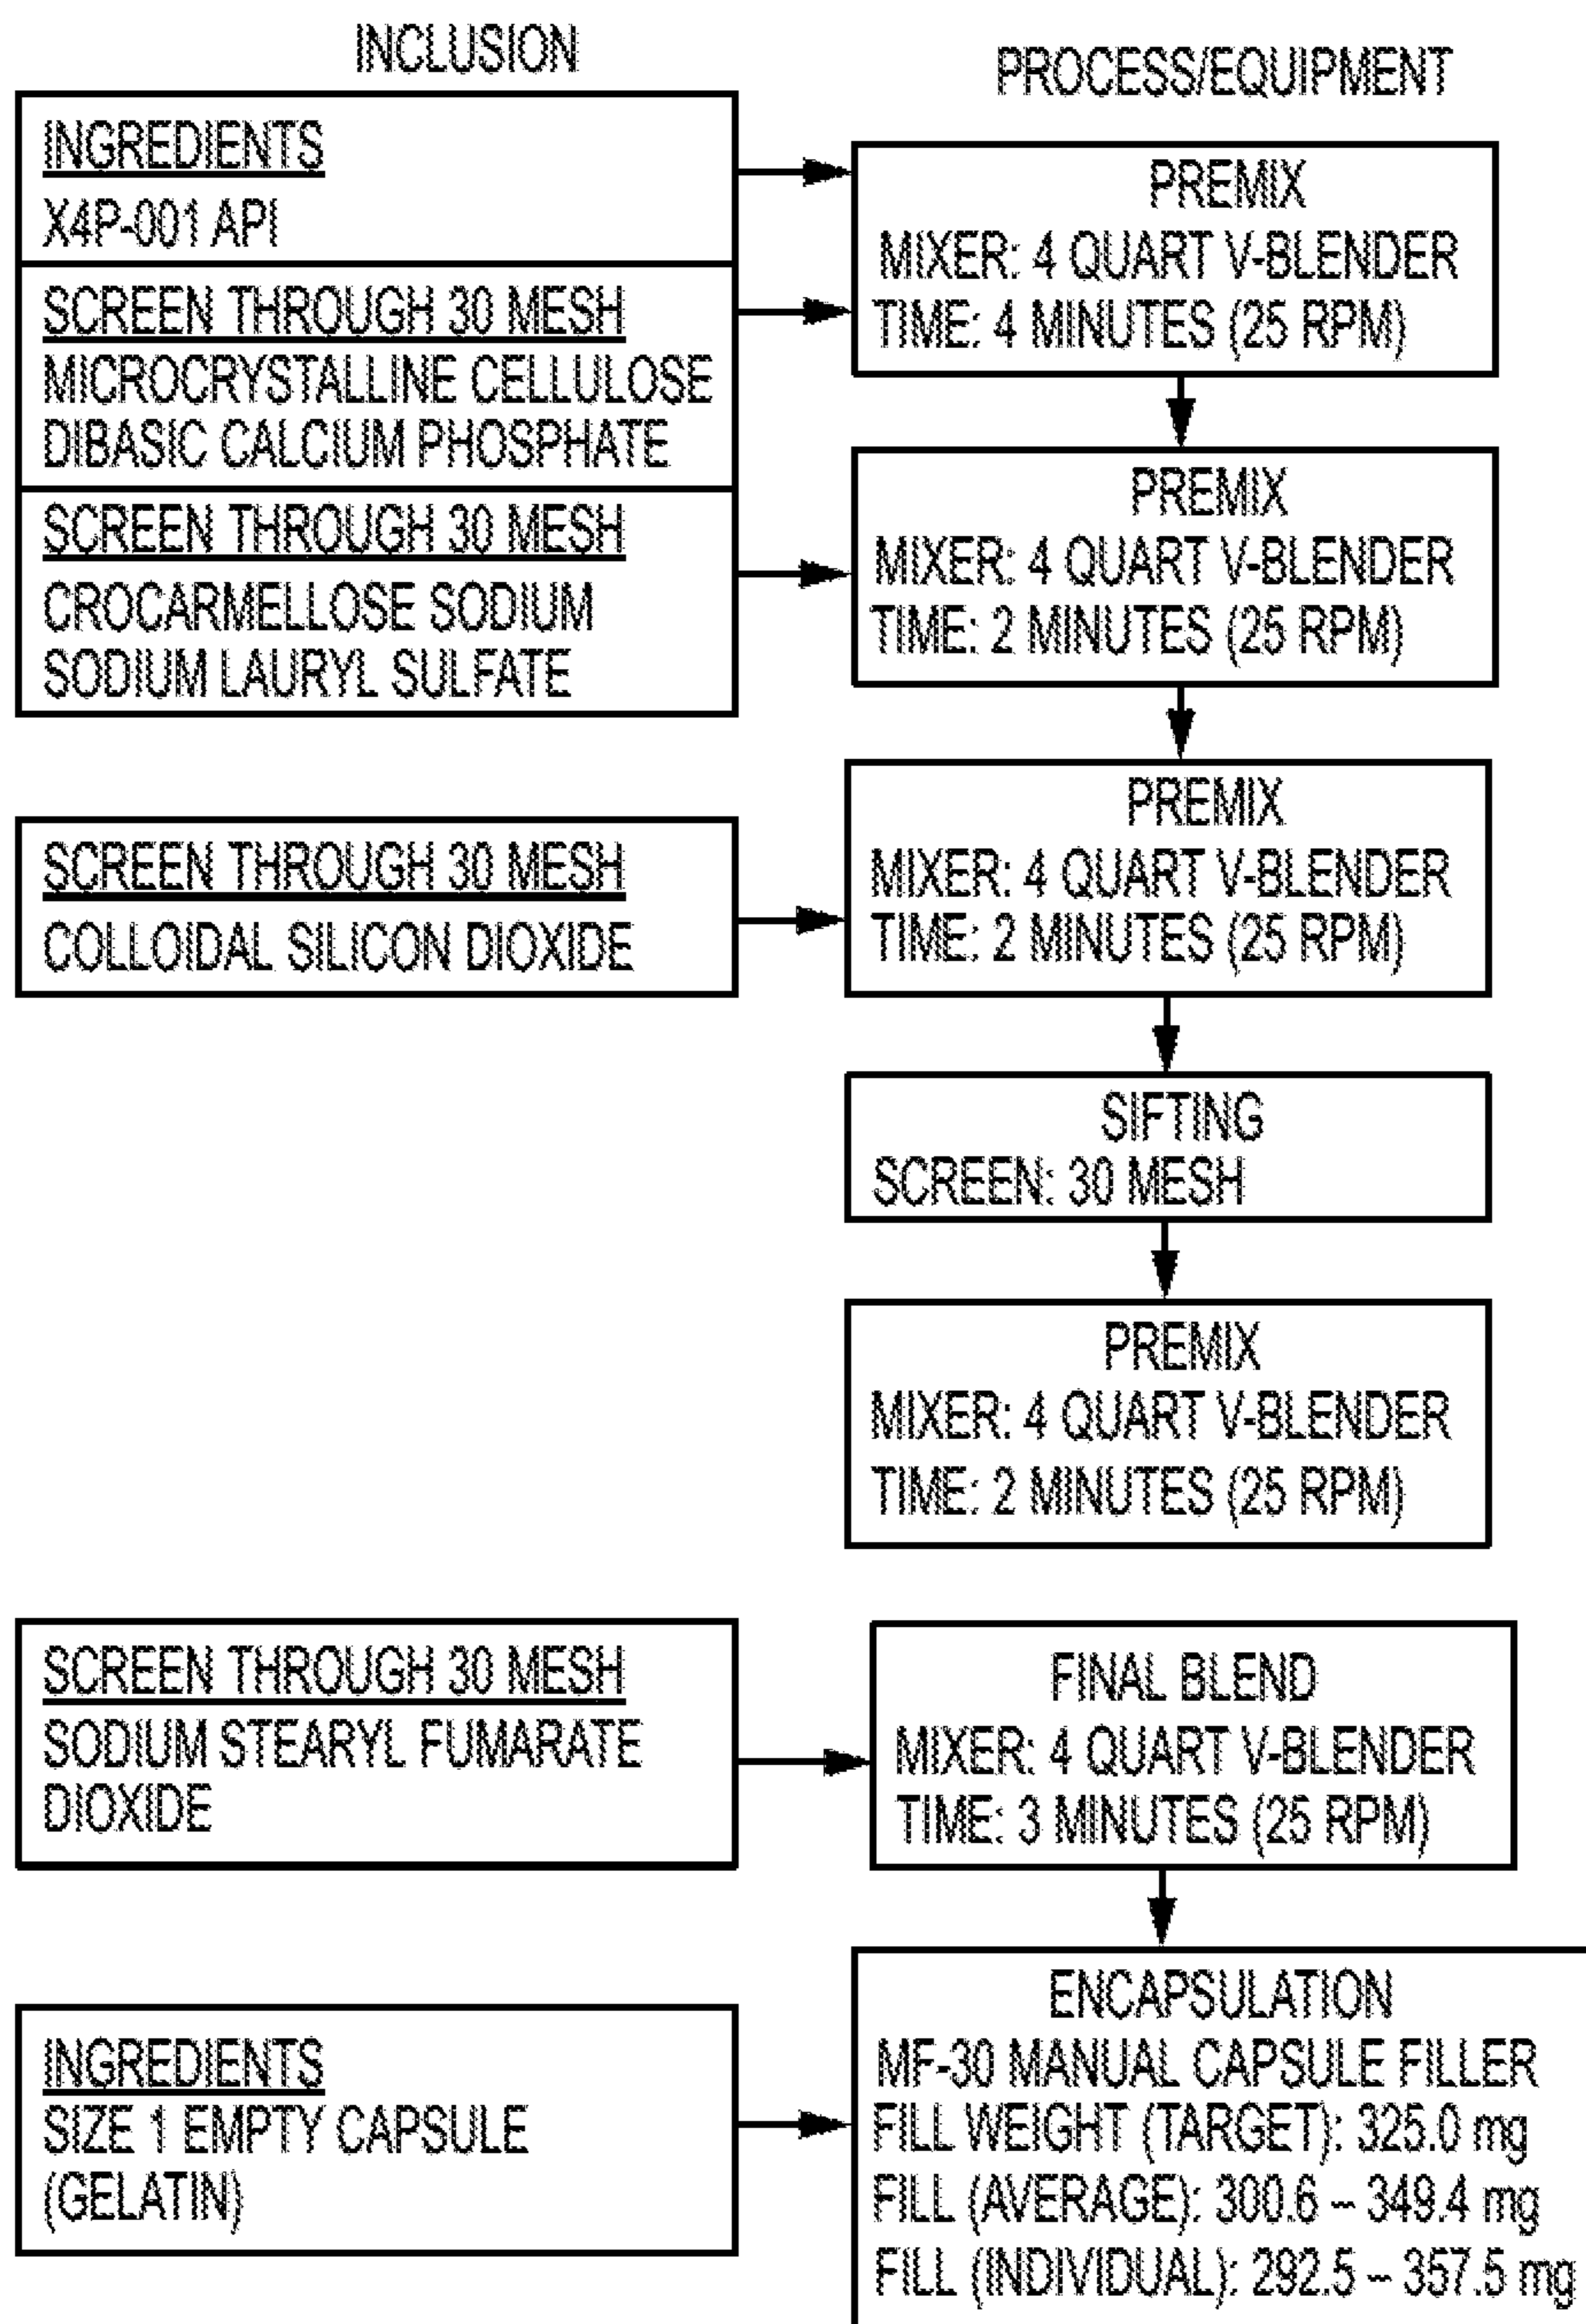 INCLUSION
PROCESS/EQUIPMENT
INGREDIENTS
X4P-001 API
SCREEN THROUGH 30 MESH
MICROCRYSTALLINE CELLULOSE
DIBASIC CALCIUM PHOSPHATE
SCREEN THROUGH 30 MESH
CROCARMELLOSE SODIUM
SODIUM LAURYL SULFATE
PREMIX
MIXER: 4 QUART V-BLENDER
TIME: 4 MINUTES (25 RPM)
PREMIX
MIXER: 4 QUART V-BLENDER
TIME: 2 MINUTES (25 RPM)
SCREEN THROUGH 30 MESH
COLLOIDAL SILICON DIOXIDE
PREMIX
MIXER: 4 QUART V-BLENDER
TIME: 2 MINUTES (25 RPM)
SIFTING
SCREEN: 30 MESH
PREMIX
MIXER: 4 QUART V-BLENDER
TIME: 2 MINUTES (25 RPM)
SCREEN THROUGH 30 MESH
SODIUM STEARYL FUMARATE
DIOXIDE
FINAL BLEND
MIXER: 4 QUART V-BLENDER
TIME: 3 MINUTES (25 RPM)
INGREDIENTS
SIZE 1 EMPTY CAPSULE
(GELATIN)
ENCAPSULATION
MF-30 MANUAL CAPSULE FILLER
FILL WEIGHT (TARGET): 325.0 mg
FILL (AVERAGE): 300.6 – 349.4 mg
FILL (INDIVIDUAL): 292.5 – 357.5 mg